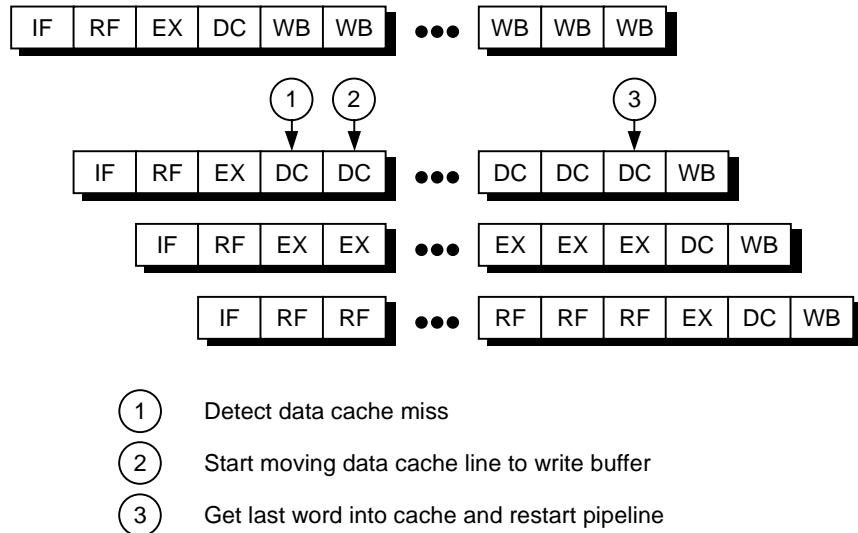 IF RF EX DC WB WB ●●● WB WB WB
1 2 3
IF RF EX DC DC ●●● DC DC DC WB
IF RF EX EX ●●● EX EX EX DC WB
IF RF RF ●●● RF RF RF EX DC WB
1 Detect data cache miss
2 Start moving data cache line to write buffer
3 Get last word into cache and restart pipeline